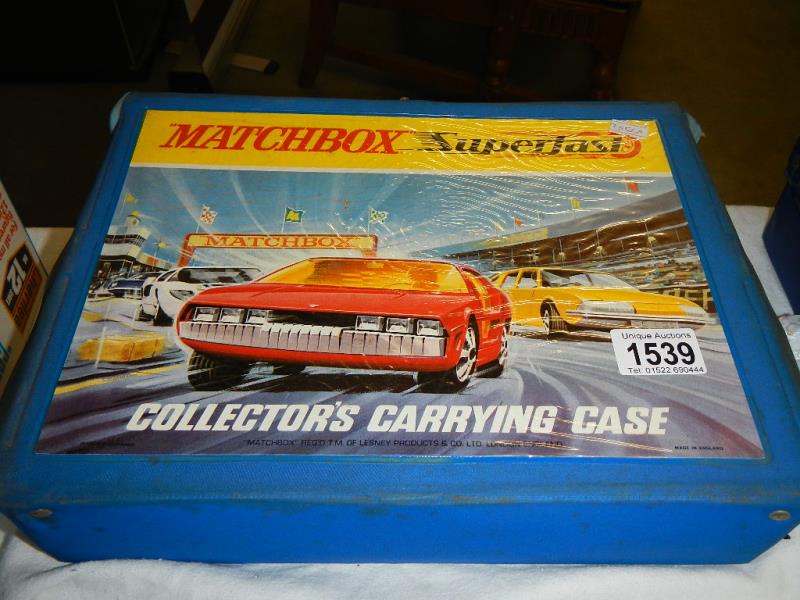 "MATCHBOX" Superfast
MATCHBOX
Unique Auctions
1539
Tel: 01522 690444
COLLECTOR'S CARRYING CASE
"MATCHBOX" REG'D T.M. OF LESNEY PRODUCTS & CO. LTD. LONDON
MADE IN ENGLAND